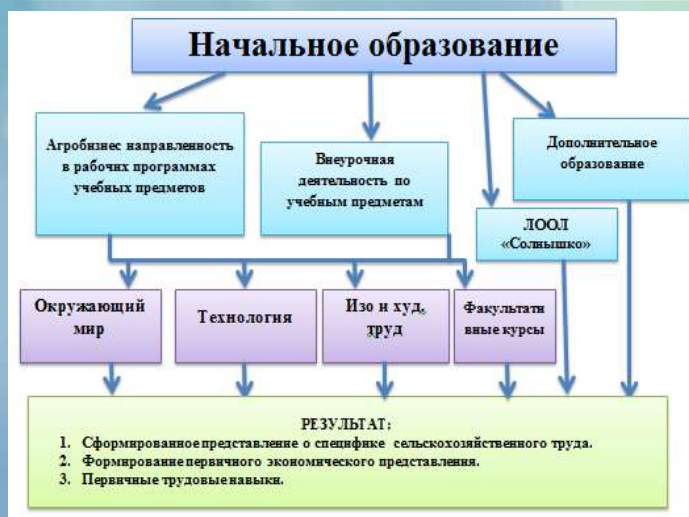 Начальное образование
Агробизнес направленность
в рабочих программах
учебных предметов
Внеурочная
деятельность по
учебным предметам
Дополнительное
образование
ЛООЛ
«Солнышко»
Окружающий
мир
Технология
Изо и худ,
труд
Факультати
вные курсы
РЕЗУЛЬТАТ:
1. Сформированное представление о специфике сельскохозяйственного труда.
2. Формирование первичного экономического представления.
3. Первичные трудовые навыки.